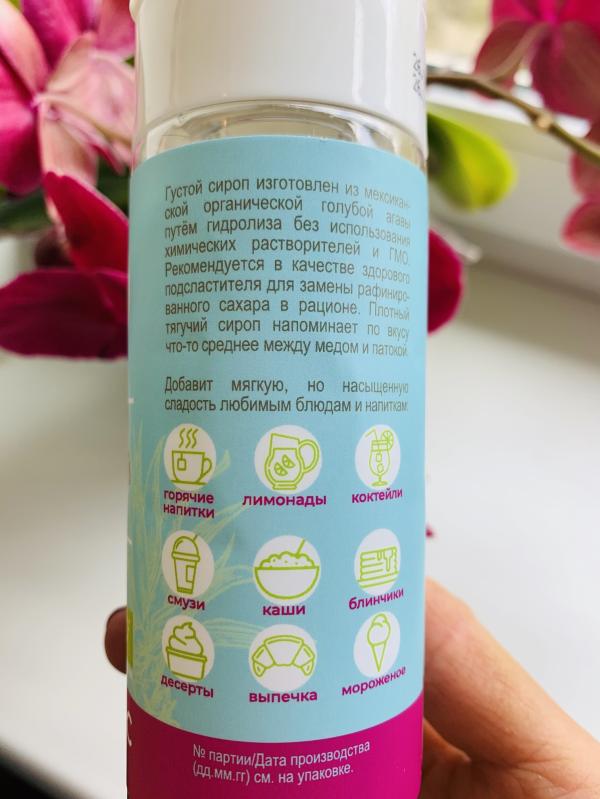 Густой сироп изготовлен из мексикан-
ской органической голубой агавы
путём гидролиза без использования
химических растворителей и ГМО.
Рекомендуется в качестве здорового
подсластителя для замены рафиниро-
ванного сахара в рационе. Плотный
тягучий сироп напоминает по вкусу
что-то среднее между медом и патокой.
Добавит мягкую, но насыщенную
сладость любимым блюдам и напиткам:
горячие напитки
лимонады
коктейли
смузи
каши
блинчики
десерты
выпечка
мороженое
№ партии/Дата производства
(дд.мм.гг) см. на упаковке.